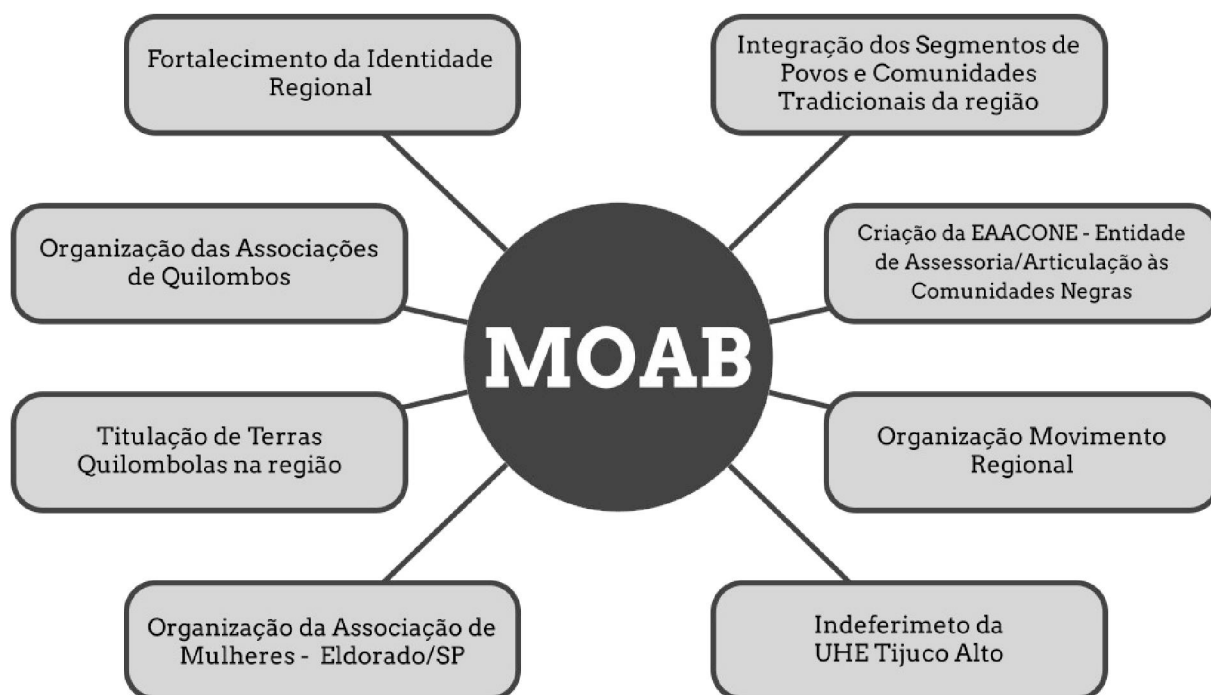 Fortalecimento da Identidade
Regional
Integração dos Segmentos de
Povos e Comunidades
Tradicionais da região
Organização das Associações
de Quilombos
Criação da EAACONE - Entidade
de Assessoria/Articulação às
Comunidades Negras
MOAB
Titulação de Terras
Quilombolas na região
Organização Movimento
Regional
Organização da Associação de
Mulheres - Eldorado/SP
Indeferimeto da
UHE Tijuco Alto